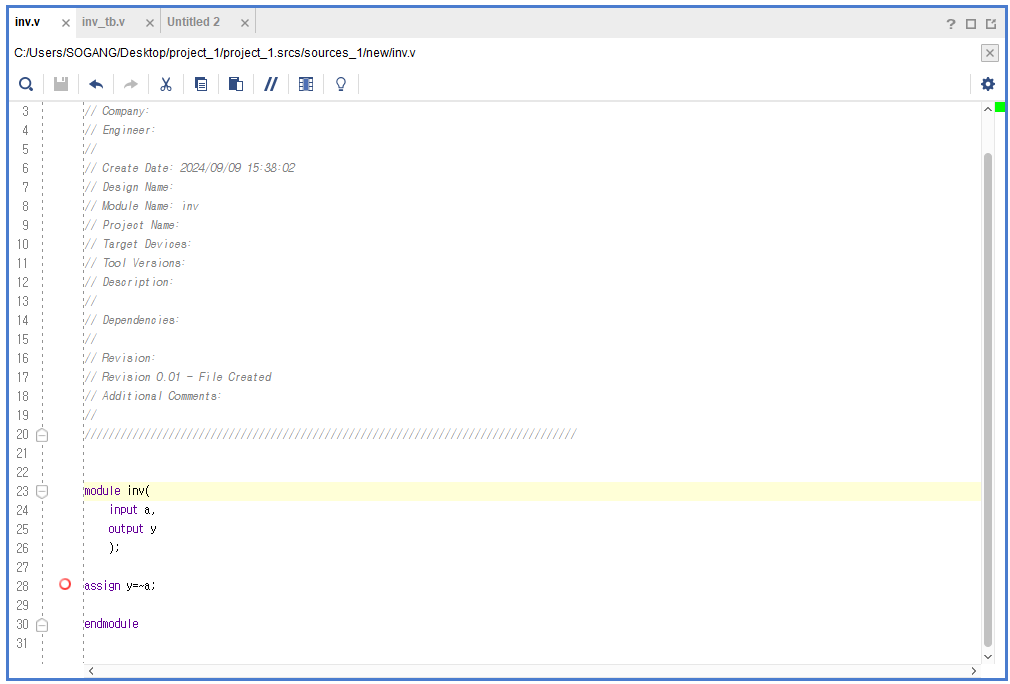 inv.v × inv_tb.v × Untitled 2 ×
C:/Users/SOGANG/Desktop/project_1/project_1.srcs/sources_1/new/inv.v
3 // Company:
4 // Engineer:
5 //
6 // Create Date: 2024/09/09 15:38:02
7 // Design Name:
8 // Module Name: inv
9 // Project Name:
10 // Target Devices:
11 // Tool Versions:
12 // Description:
13 //
14 // Dependencies:
15 //
16 // Revision:
17 // Revision 0.01 - File Created
18 // Additional Comments:
19 //
20 //////////////////////////////////////////////////////////////////////////////////
21
22
23 module inv(
24 input a,
25 output y
26 );
27
28 assign y=~a;
29
30 endmodule
31